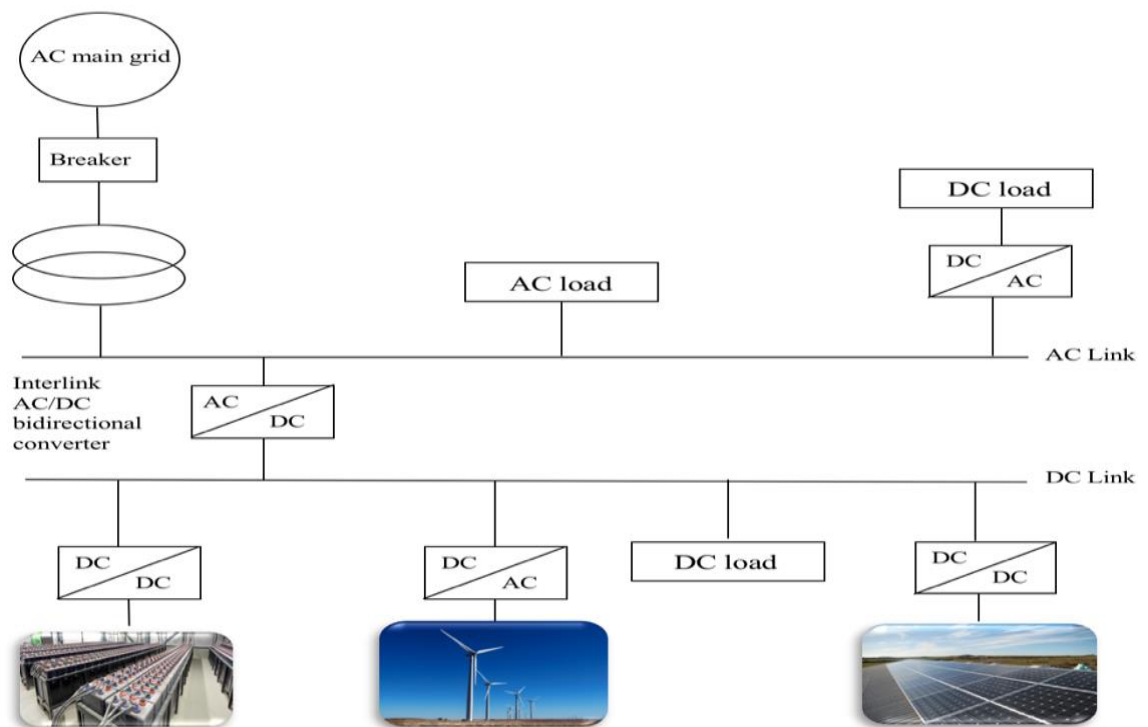 AC main grid
Breaker
DC load
DC
AC
AC load
AC Link
Interlink
AC/DC
bidirectional
converter
AC
DC
DC Link
DC
DC
DC
AC
DC load
DC
DC